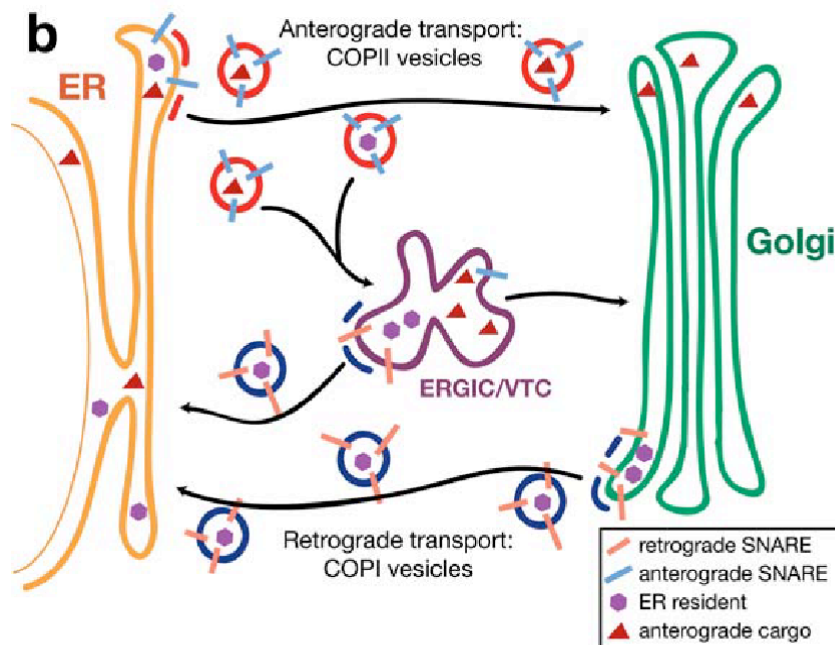 b
Anterograde transport:
COPII vesicles
ER
Golgi
ERGIC/VTC
Retrograde transport:
COPI vesicles
retrograde SNARE
anterograde SNARE
ER resident
anterograde cargo